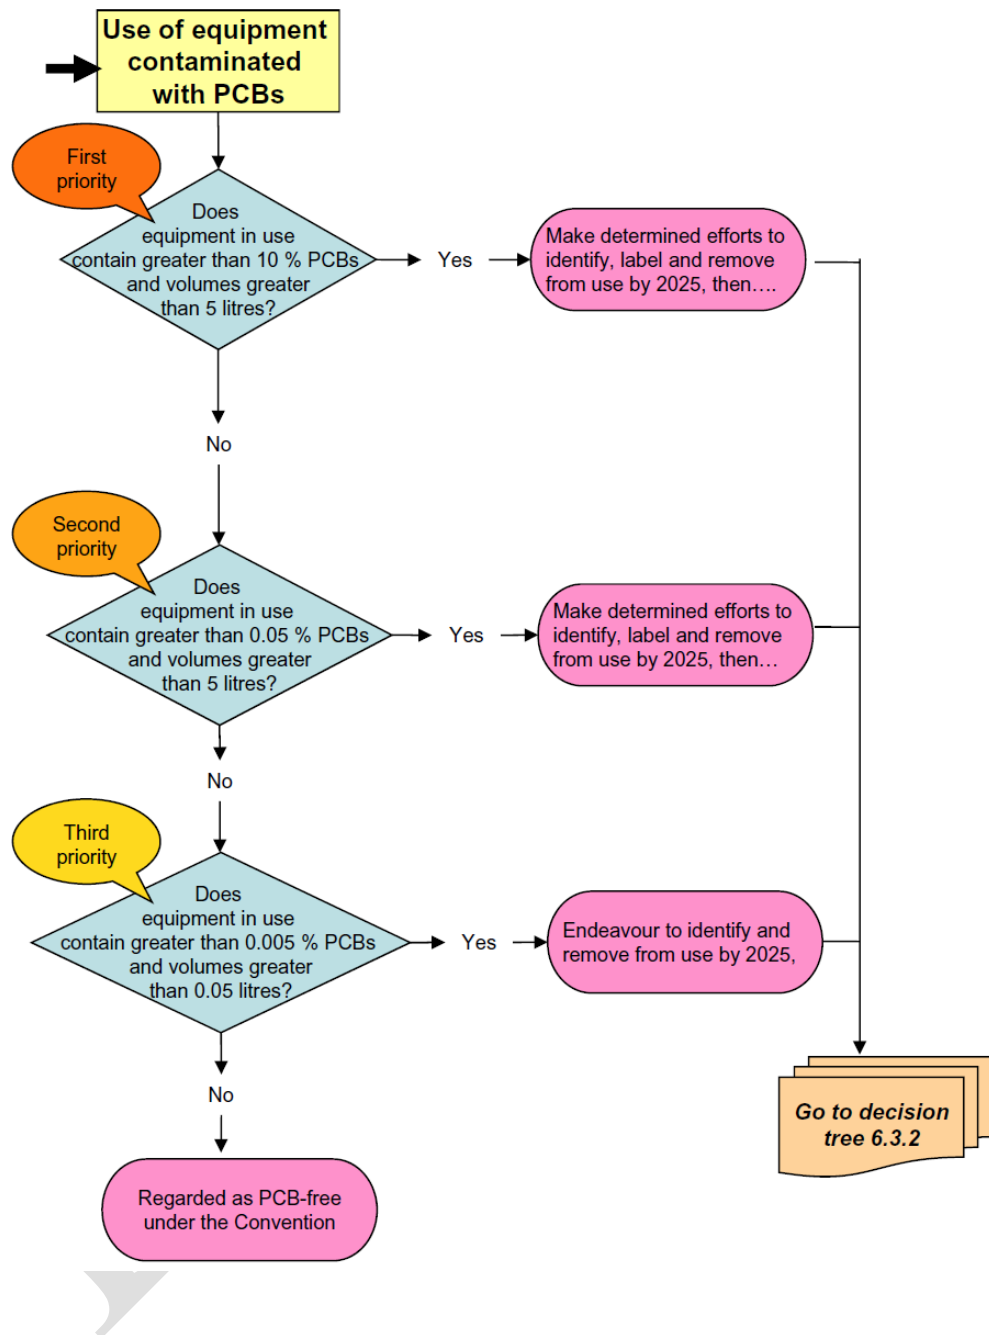 Use of equipment
contaminated
with PCBs
First
priority
Does
equipment in use
contain greater than 10 % PCBs
and volumes greater
than 5 litres?
Yes
Make determined efforts to
identify, label and remove
from use by 2025, then....
No
Second
priority
Does
equipment in use
contain greater than 0.05 % PCBs
and volumes greater
than 5 litres?
Yes
Make determined efforts to
identify, label and remove
from use by 2025, then...
No
Third
priority
Does
equipment in use
contain greater than 0.005 % PCBs
and volumes greater
than 0.05 litres?
Yes
Endeavour to identify and
remove from use by 2025,
No
Go to decision
tree 6.3.2
Regarded as PCB-free
under the Convention